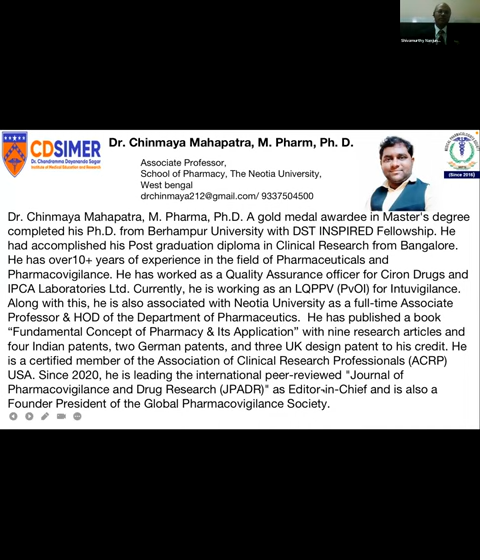 Shivamurthy Nanjun...
CDSIMER
Dr. Chandramma Dayananda Sagar
Institute of Medical Education and Research
Dr. Chinmaya Mahapatra, M. Pharm, Ph. D.
Associate Professor,
School of Pharmacy, The Neotia University,
West bengal
drchinmaya212@gmail.com/ 9337504500
(Since 2016)
Dr. Chinmaya Mahapatra, M. Pharma, Ph.D. A gold medal awardee in Master's degree
completed his Ph.D. from Berhampur University with DST INSPIRED Fellowship. He
had accomplished his Post graduation diploma in Clinical Research from Bangalore.
He has over10+ years of experience in the field of Pharmaceuticals and
Pharmacovigilance. He has worked as a Quality Assurance officer for Ciron Drugs and
IPCA Laboratories Ltd. Currently, he is working as an LQPPV (PvOI) for Intuvigilance.
Along with this, he is also associated with Neotia University as a full-time Associate
Professor & HOD of the Department of Pharmaceutics. He has published a book
“Fundamental Concept of Pharmacy & Its Application” with nine research articles and
four Indian patents, two German patents, and three UK design patent to his credit. He
is a certified member of the Association of Clinical Research Professionals (ACRP)
USA. Since 2020, he is leading the international peer-reviewed "Journal of
Pharmacovigilance and Drug Research (JPADR)" as Editor-in-Chief and is also a
Founder President of the Global Pharmacovigilance Society.